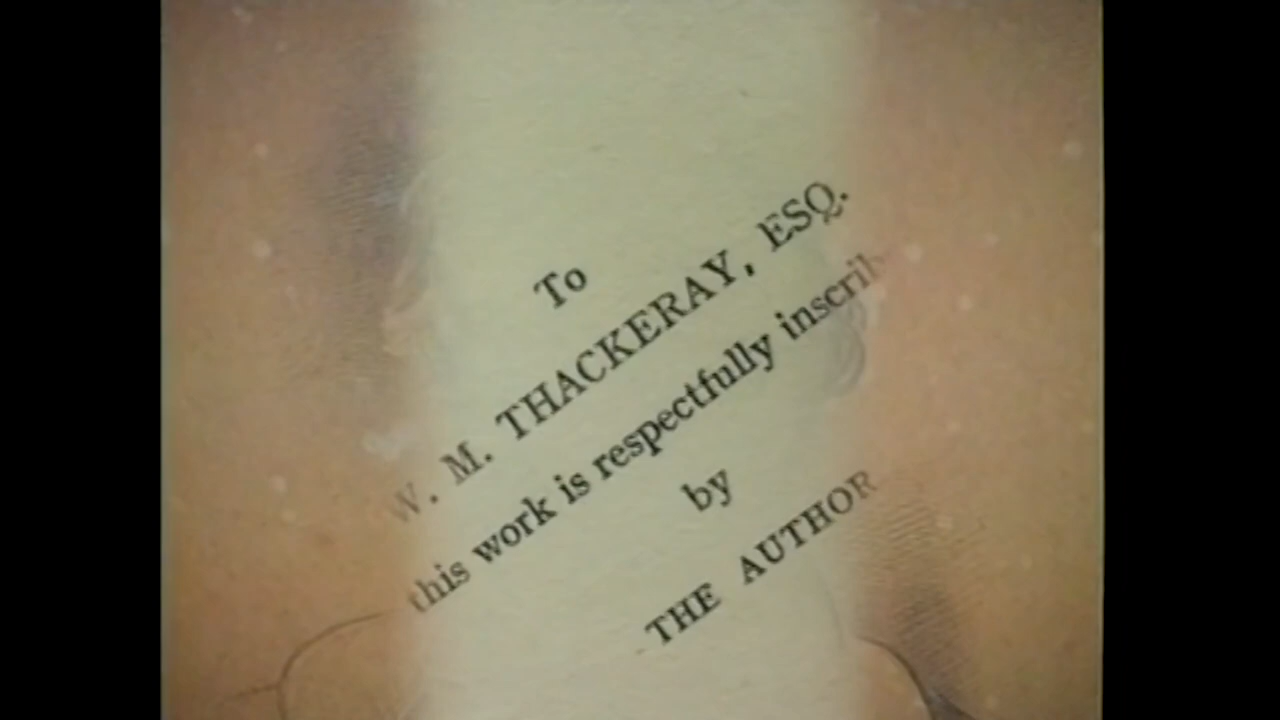 To
W. M. THACKERAY, ESQ.
this work is respectfully inscrib
by
THE AUTHOR